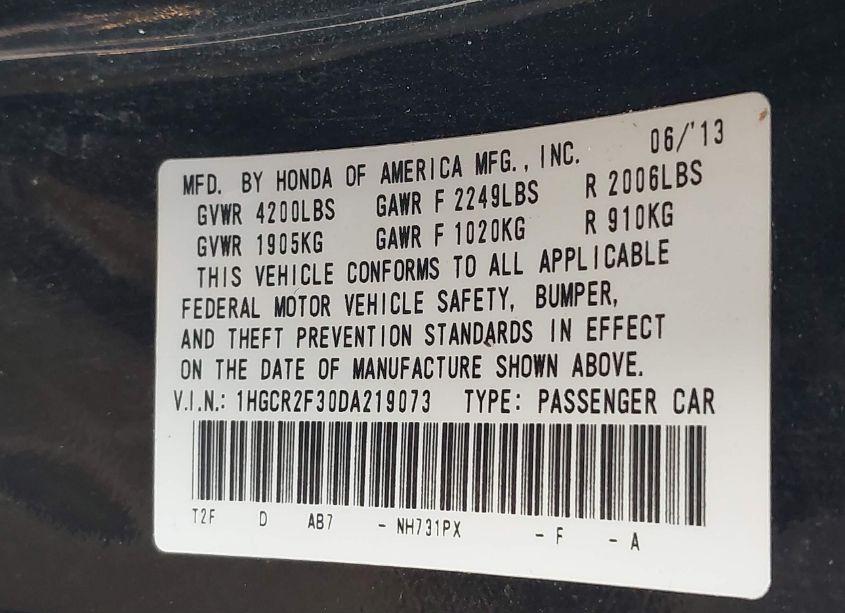 MFD. BY HONDA OF AMERICA MFG., INC. 06/'13
GVWR 4200LBS GAWR F 2249LBS R 2006LBS
GVWR 1905KG GAWR F 1020KG R 910KG
THIS VEHICLE CONFORMS TO ALL APPLICABLE
FEDERAL MOTOR VEHICLE SAFETY, BUMPER,
AND THEFT PREVENTION STANDARDS IN EFFECT
ON THE DATE OF MANUFACTURE SHOWN ABOVE.
V.I.N.: 1HGCR2F30DA219073 TYPE: PASSENGER CAR
T2F D AB7 - NH731PX - F - A